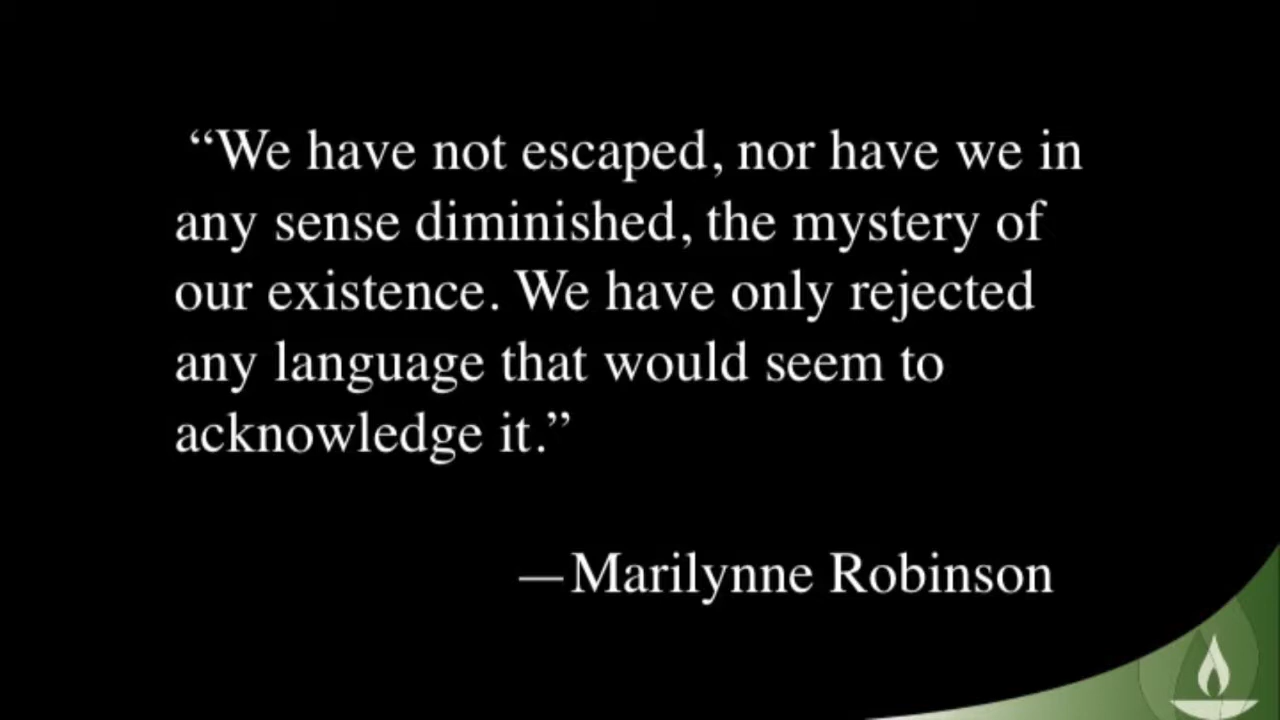 “We have not escaped, nor have we in
any sense diminished, the mystery of
our existence. We have only rejected
any language that would seem to
acknowledge it.”
—Marilynne Robinson